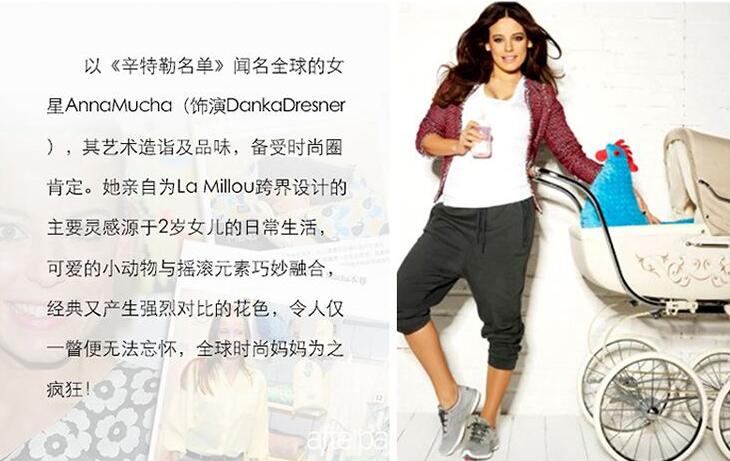 以《辛特勒名单》闻名全球的女
星AnnaMucha（饰演DankaDresner
），其艺术造诣及品味，备受时尚圈
肯定。她亲自为La Millou跨界设计的
主要灵感源于2岁女儿的日常生活，
可爱的小动物与摇滚元素巧妙融合，
经典又产生强烈对比的花色，令人仅
一瞥便无法忘怀，全球时尚妈妈为之
疯狂！
12